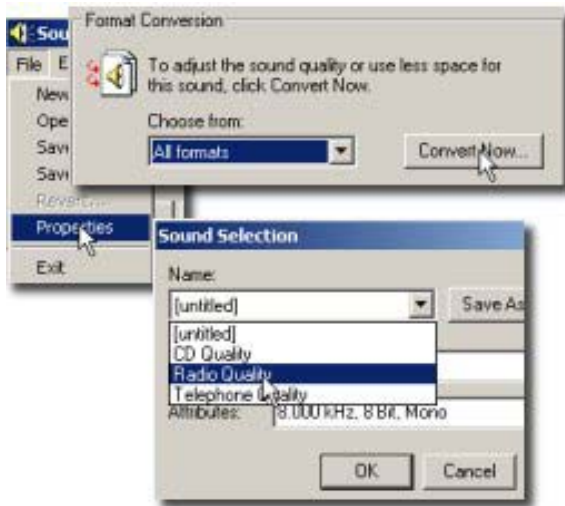 Sou
File E
New
Ope
Sav
Sav
Revert...
Properties
Exit
Format Conversion
To adjust the sound quality or use less space for
this sound, click Convert Now.
Choose from:
All formats
Convert Now...
Sound Selection
Name:
[untitled]
Save As
[untitled]
CD Quality
Radio Quality
Telephone Quality
Attributes: 8.000 kHz, 8 Bit, Mono
OK Cancel